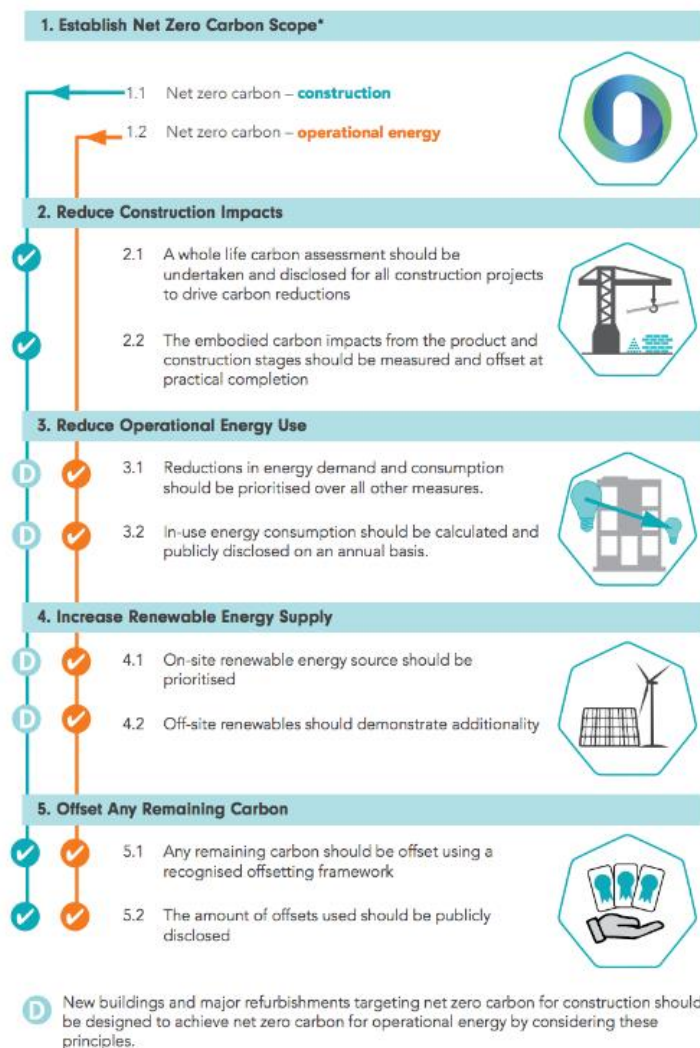 1. Establish Net Zero Carbon Scope*
1.1 Net zero carbon – construction
1.2 Net zero carbon – operational energy
2. Reduce Construction Impacts
2.1 A whole life carbon assessment should be
undertaken and disclosed for all construction projects
to drive carbon reductions
2.2 The embodied carbon impacts from the product and
construction stages should be measured and offset at
practical completion
3. Reduce Operational Energy Use
D
3.1 Reductions in energy demand and consumption
should be prioritised over all other measures.
D
3.2 In-use energy consumption should be calculated and
publicly disclosed on an annual basis.
4. Increase Renewable Energy Supply
D
4.1 On-site renewable energy source should be
prioritised
D
4.2 Off-site renewables should demonstrate additionality
5. Offset Any Remaining Carbon
5.1 Any remaining carbon should be offset using a
recognised offsetting framework
5.2 The amount of offsets used should be publicly
disclosed
D
New buildings and major refurbishments targeting net zero carbon for construction should
be designed to achieve net zero carbon for operational energy by considering these
principles.